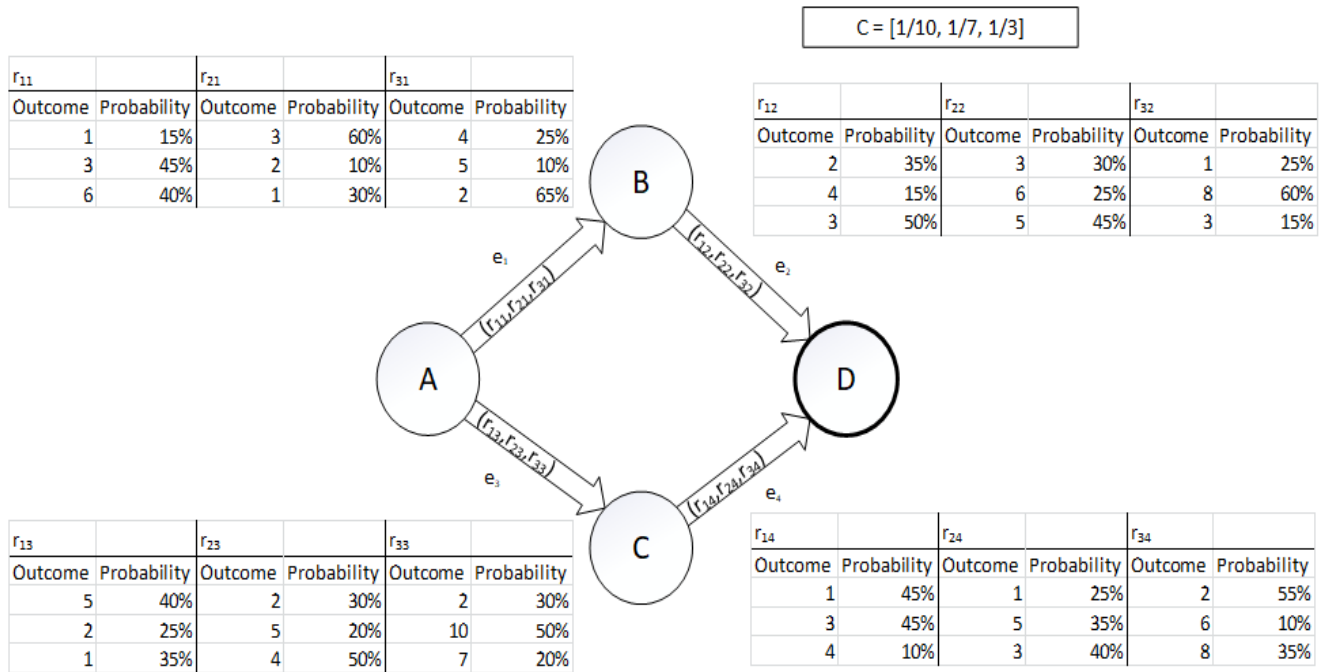 C = [1/10, 1/7, 1/3]
r₁₁ r₂₁ r₃₁
Outcome Probability Outcome Probability Outcome Probability
1 15% 3 60% 4 25%
3 45% 2 10% 5 10%
6 40% 1 30% 2 65%
r₁₂ r₂₂ r₃₂
Outcome Probability Outcome Probability Outcome Probability
2 35% 3 30% 1 25%
4 15% 6 25% 8 60%
3 50% 5 45% 3 15%
B
e₁
(r₁₁,r₂₁,r₃₁)
(r₁₂,r₂₂,r₃₂)
e₂
A
D
(r₁₃,r₂₃,r₃₃)
e₃
(r₁₄,r₂₄,r₃₄)
e₄
C
r₁₃ r₂₃ r₃₃
Outcome Probability Outcome Probability Outcome Probability
5 40% 2 30% 2 30%
2 25% 5 20% 10 50%
1 35% 4 50% 7 20%
r₁₄ r₂₄ r₃₄
Outcome Probability Outcome Probability Outcome Probability
1 45% 1 25% 2 55%
3 45% 5 35% 6 10%
4 10% 3 40% 8 35%